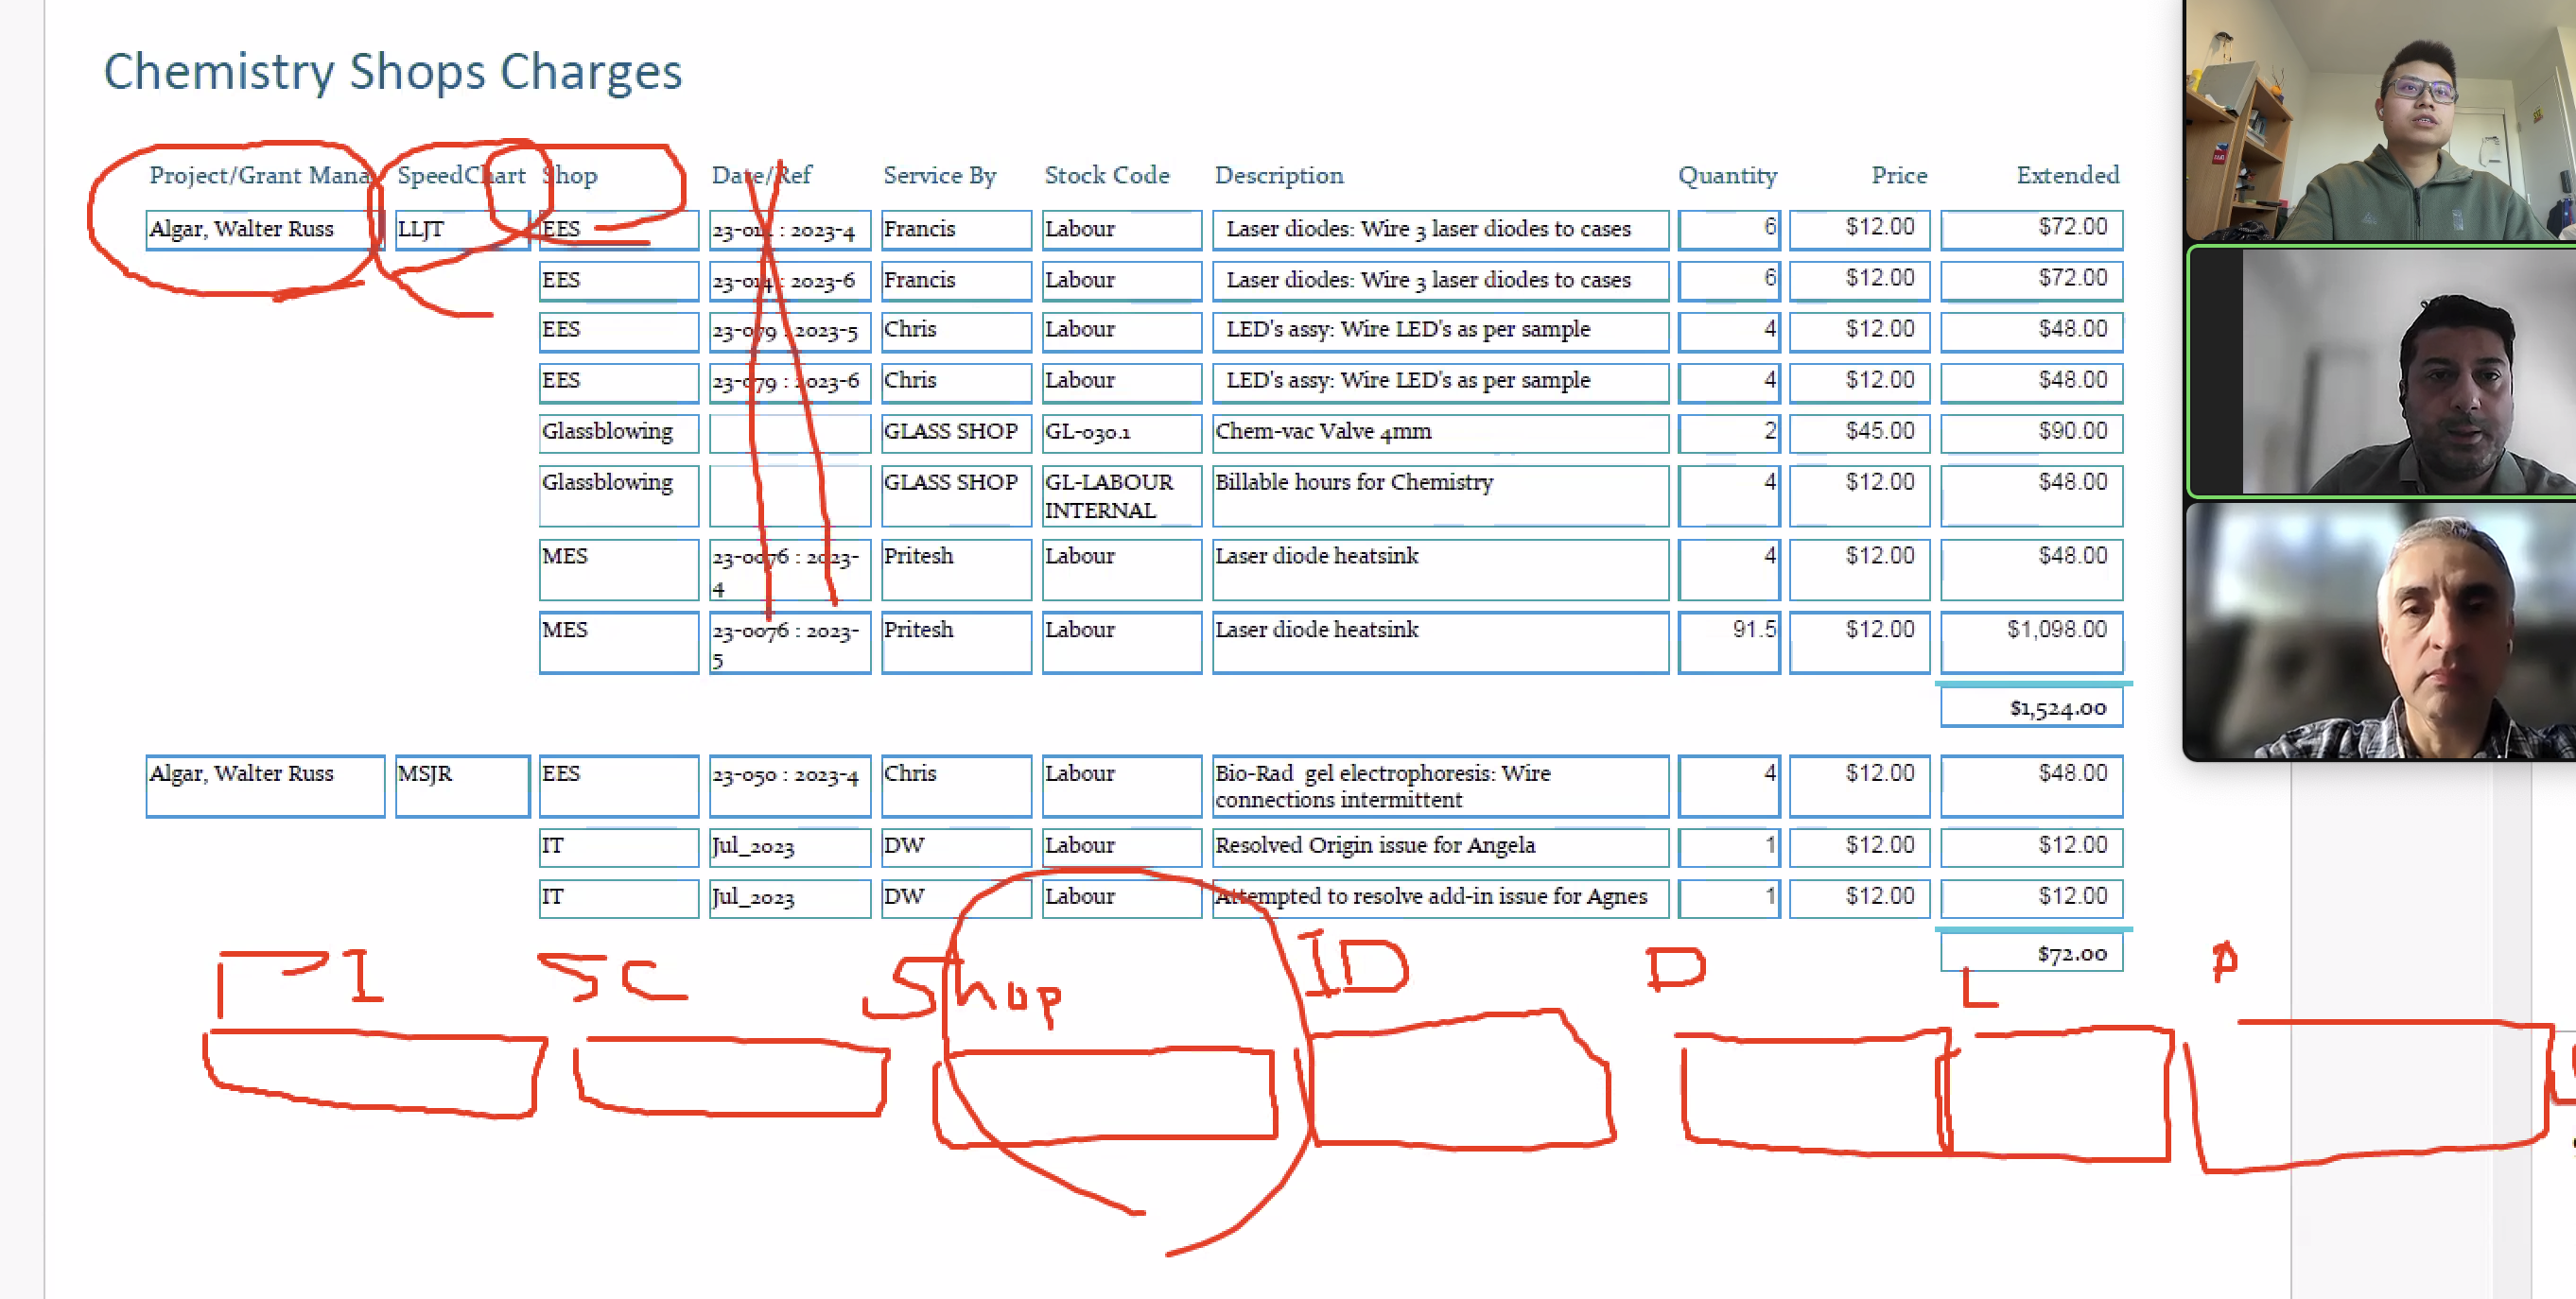 Chemistry Shops Charges
Project/Grant Mana SpeedChart Shop Date/Ref Service By Stock Code Description Quantity Price Extended
Algar, Walter Russ LLJT EES 23-014 : 2023-4 Francis Labour Laser diodes: Wire 3 laser diodes to cases 6 $12.00 $72.00
EES 23-014 : 2023-6 Francis Labour Laser diodes: Wire 3 laser diodes to cases 6 $12.00 $72.00
EES 23-079 : 2023-5 Chris Labour LED's assy: Wire LED's as per sample 4 $12.00 $48.00
EES 23-079 : 2023-6 Chris Labour LED's assy: Wire LED's as per sample 4 $12.00 $48.00
Glassblowing GLASS SHOP GL-030.1 Chem-vac Valve 4mm 2 $45.00 $90.00
Glassblowing GLASS SHOP GL-LABOUR Billable hours for Chemistry 4 $12.00 $48.00
INTERNAL
MES 23-0076 : 2023- Pritesh Labour Laser diode heatsink 4 $12.00 $48.00
4
MES 23-0076 : 2023- Pritesh Labour Laser diode heatsink 91.5 $12.00 $1,098.00
5
$1,524.00
Algar, Walter Russ MSJR EES 23-050 : 2023-4 Chris Labour Bio-Rad gel electrophoresis: Wire 4 $12.00 $48.00
connections intermittent
IT Jul_2023 DW Labour Resolved Origin issue for Angela 1 $12.00 $12.00
IT Jul_2023 DW Labour Attempted to resolve add-in issue for Agnes 1 $12.00 $12.00
$72.00
PI SC Shop ID D L